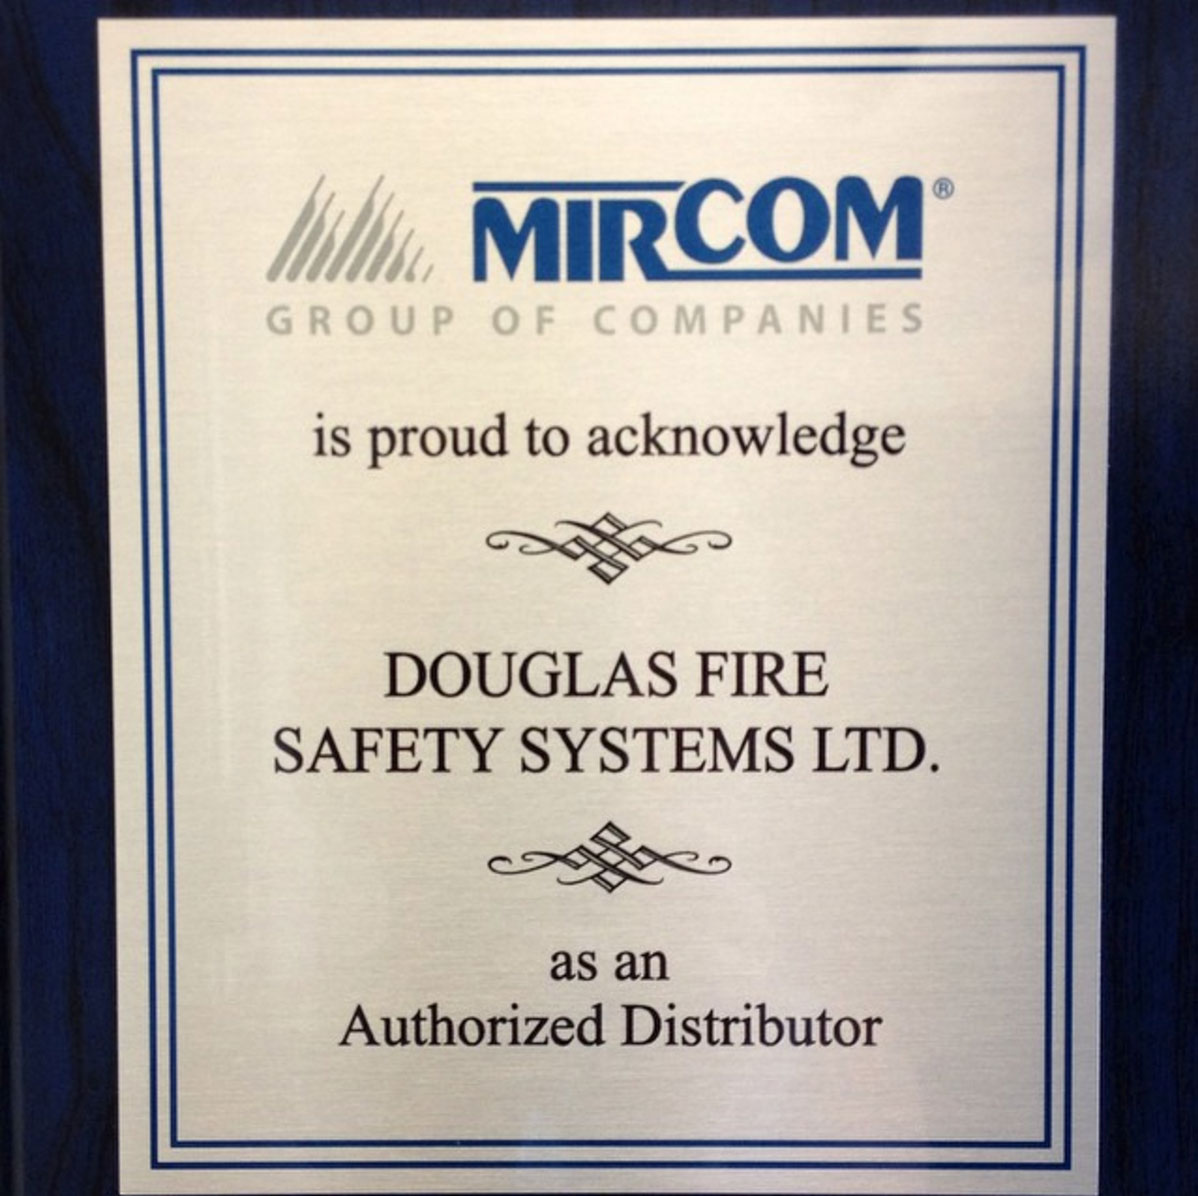 MIRCOM®
GROUP OF COMPANIES
is proud to acknowledge
DOUGLAS FIRE
SAFETY SYSTEMS LTD.
as an
Authorized Distributor